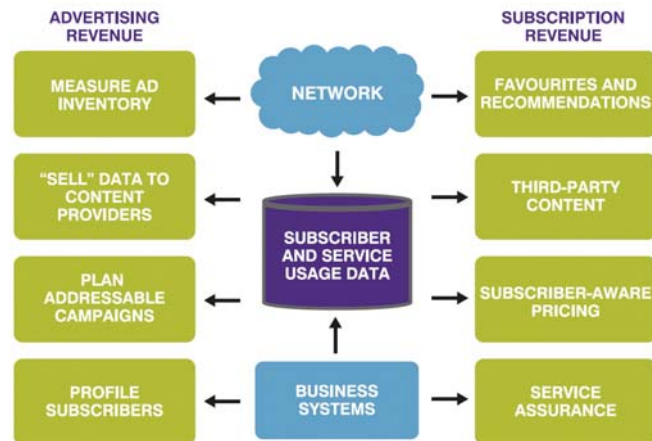 ADVERTISING
REVENUE
SUBSCRIPTION
REVENUE
MEASURE AD
INVENTORY
NETWORK
FAVOURITES AND
RECOMMENDATIONS
"SELL" DATA TO
CONTENT
PROVIDERS
SUBSCRIBER
AND SERVICE
USAGE DATA
THIRD-PARTY
CONTENT
PLAN
ADDRESSABLE
CAMPAIGNS
SUBSCRIBER-AWARE
PRICING
PROFILE
SUBSCRIBERS
BUSINESS
SYSTEMS
SERVICE
ASSURANCE